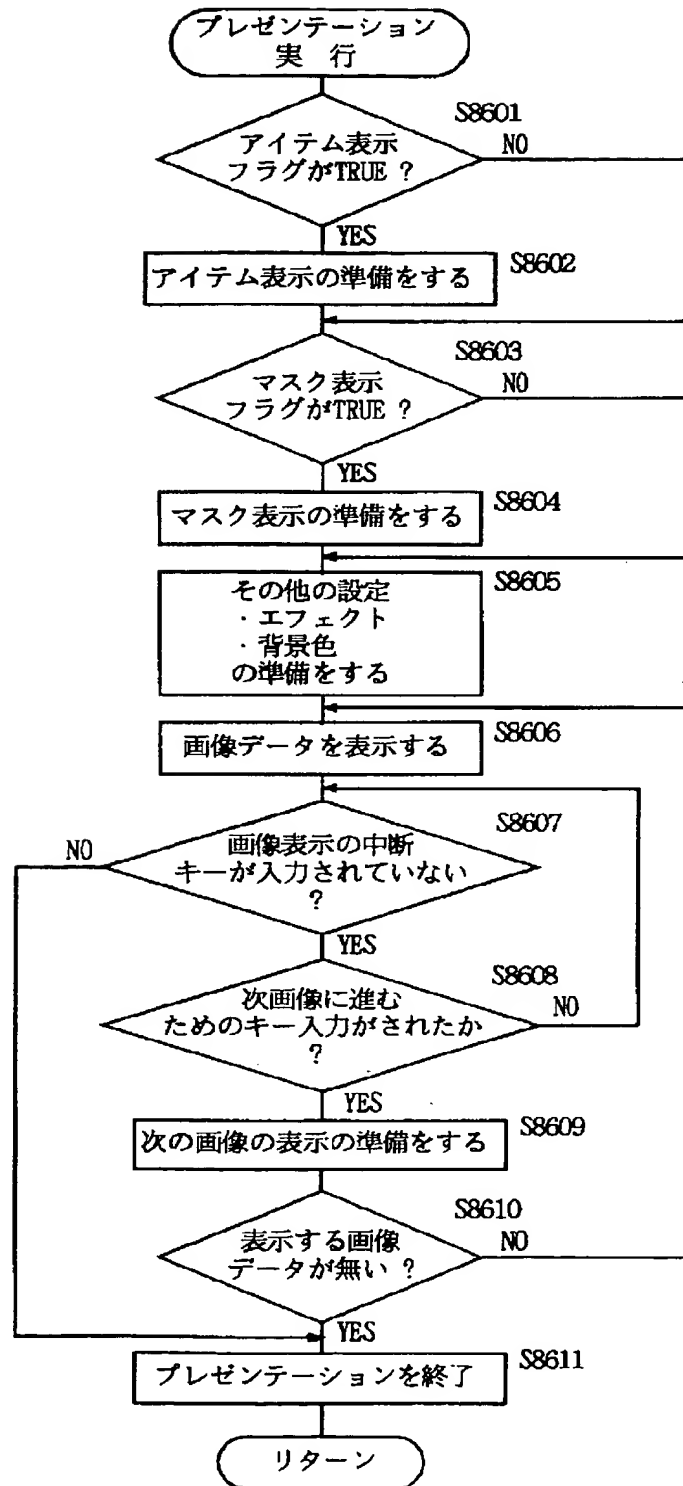 プレゼンテーション
実 行
S8601
アイテム表示
フラグがTRUE ?
NO
YES
アイテム表示の準備をする
S8602
S8603
マスク表示
フラグがTRUE ?
NO
YES
マスク表示の準備をする
S8604
S8605
その他の設定
・エフェクト
・背景色
の準備をする
画像データを表示する
S8606
S8607
NO
画像表示の中断
キーが入力されていない
?
YES
S8608
次画像に進む
ためのキー入力がされたか
?
NO
YES
次の画像の表示の準備をする
S8609
S8610
表示する画像
データが無い ?
NO
YES
プレゼンテーションを終了
S8611
リターン